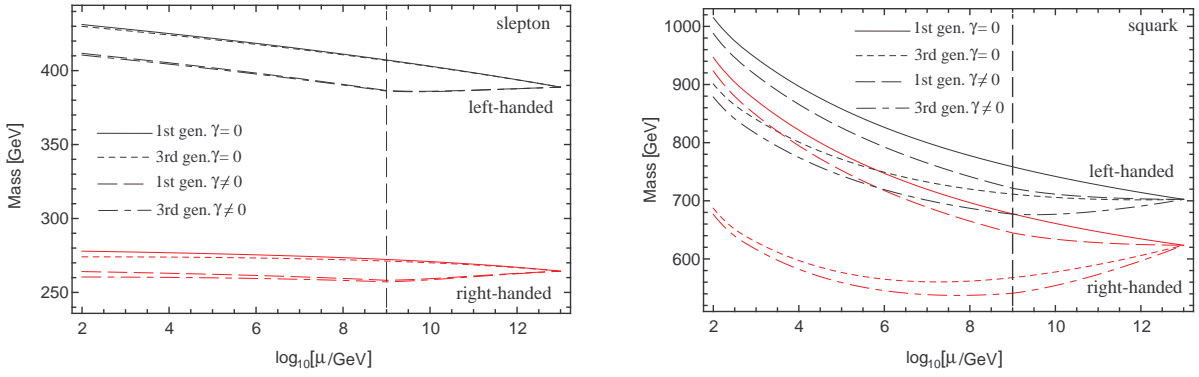 slepton
400
350
300
250
Mass [GeV]
left-handed
1st gen. γ= 0
3rd gen.γ= 0
1st gen. γ≠ 0
3rd gen. γ≠ 0
right-handed
2 4 6 8 10 12
log10[μ/GeV]
squark
1000
900
800
700
600
Mass [GeV]
1st gen. γ= 0
3rd gen. γ= 0
1st gen. γ≠ 0
3rd gen. γ≠ 0
left-handed
right-handed
2 4 6 8 10 12
log10[μ/GeV]